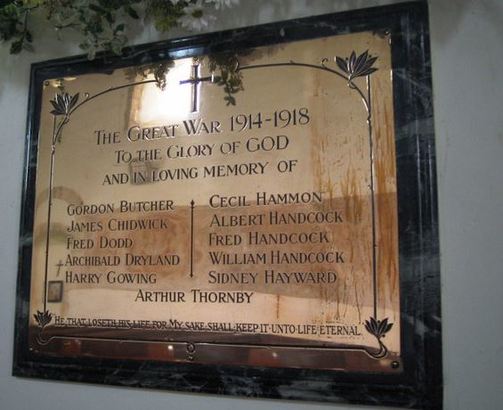 THE GREAT WAR 1914-1918
TO THE GLORY OF GOD
AND IN LOVING MEMORY OF
GORDON BUTCHER
JAMES CHIDWICK
FRED DODD
ARCHIBALD DRYLAND
HARRY GOWING
CECIL HAMMON
ALBERT HANDCOCK
FRED HANDCOCK
WILLIAM HANDCOCK
SIDNEY HAYWARD
ARTHUR THORNBY
HE THAT LOSETH HIS LIFE FOR MY SAKE SHALL KEEP IT UNTO LIFE ETERNAL